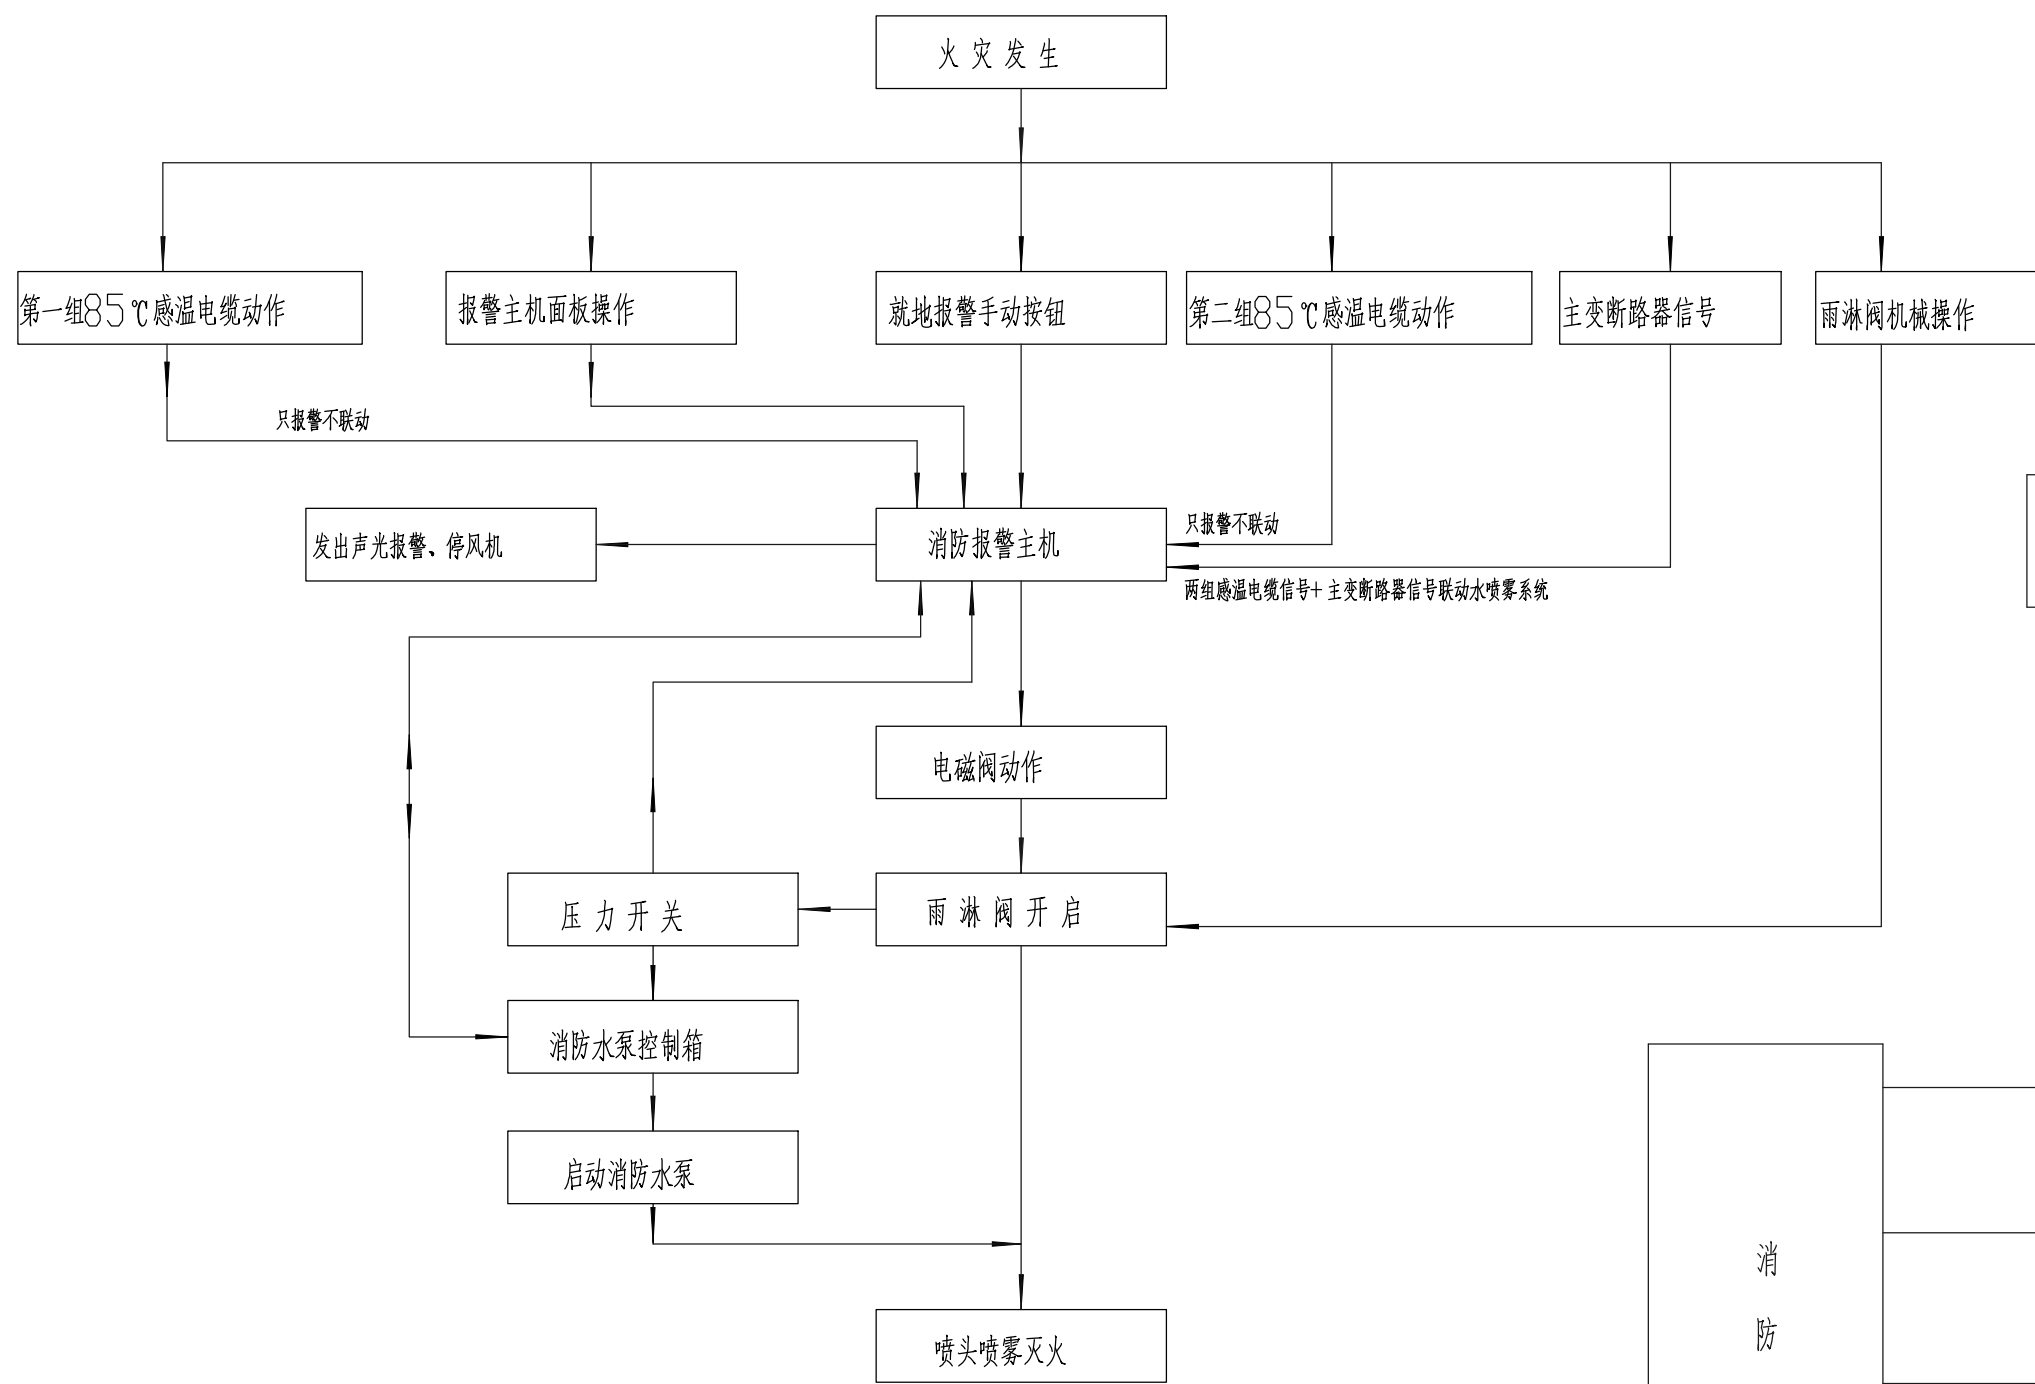 火灾发生
第一组85℃感温电缆动作
报警主机面板操作
就地报警手动按钮
第二组85℃感温电缆动作
主变断路器信号
雨淋阀机械操作
只报警不联动
发出声光报警、停风机
消防报警主机
只报警不联动
两组感温电缆信号+主变断路器信号联动水喷雾系统
电磁阀动作
压力开关
雨淋阀开启
消防水泵控制箱
启动消防水泵
喷头喷雾灭火
消
防